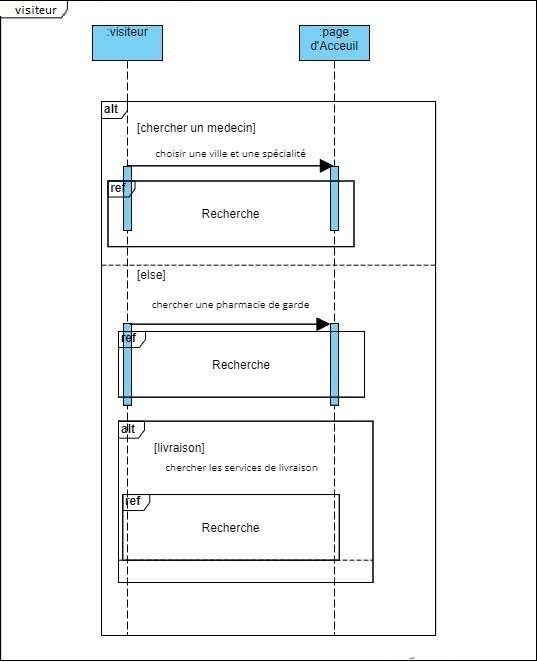 visiteur
:visiteur
:page
d'Acceuil
alt
[chercher un medecin]
choisir une ville et une spécialité
ref
Recherche
[else]
chercher une pharmacie de garde
ref
Recherche
alt
[livraison]
chercher les services de livraison
ref
Recherche